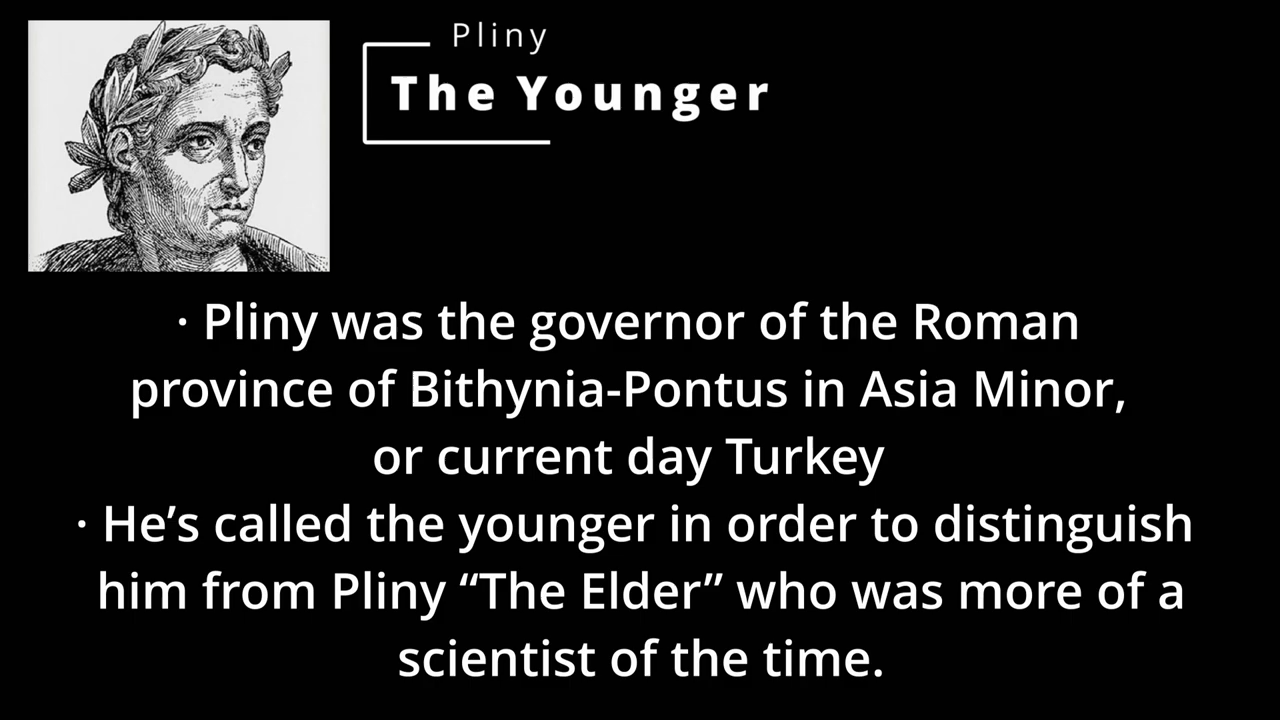 Pliny
The Younger
· Pliny was the governor of the Roman
province of Bithynia-Pontus in Asia Minor,
or current day Turkey
· He’s called the younger in order to distinguish
him from Pliny “The Elder” who was more of a
scientist of the time.